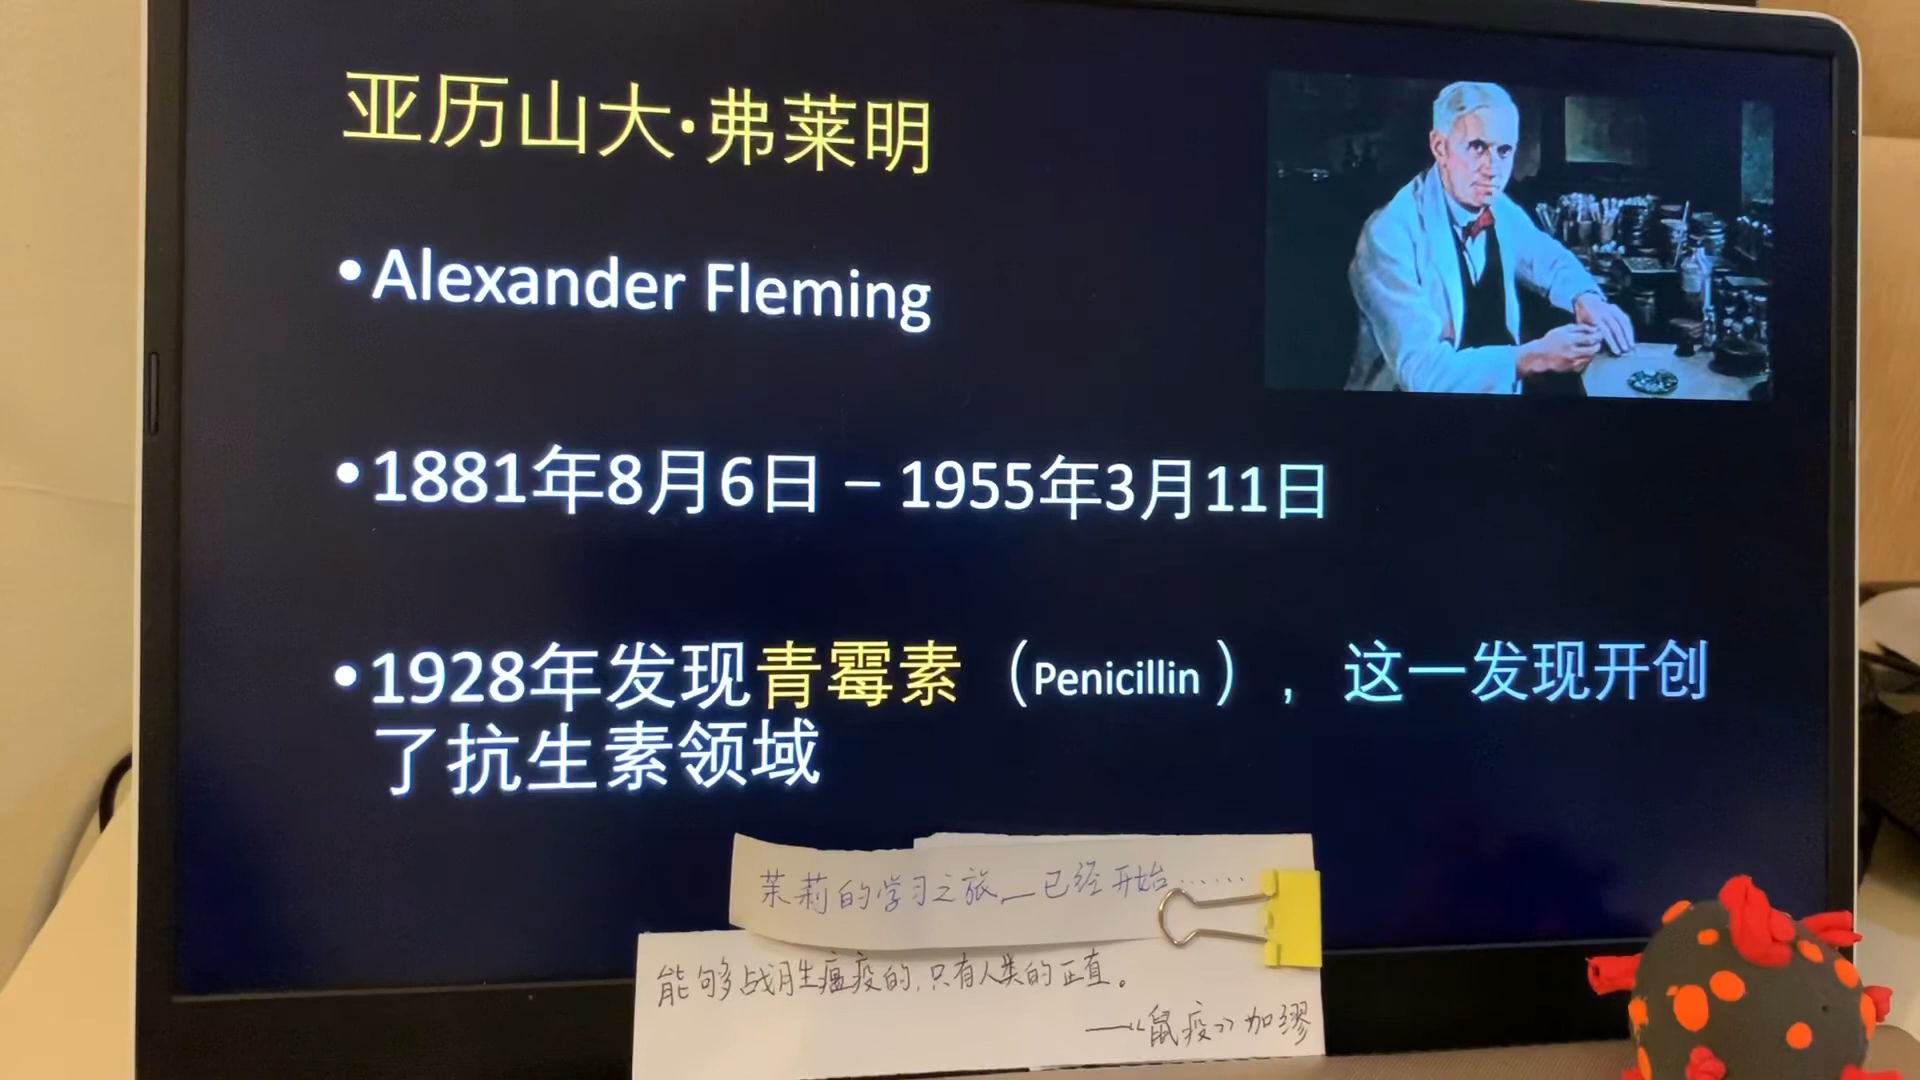 亚历山大·弗莱明
•Alexander Fleming
•1881年8月6日 – 1955年3月11日
•1928年发现青霉素（Penicillin），这一发现开创
了抗生素领域
茉莉的学习之旅，已经开始……
能够战胜瘟疫的，只有人类的正直。
——《鼠疫》加缪